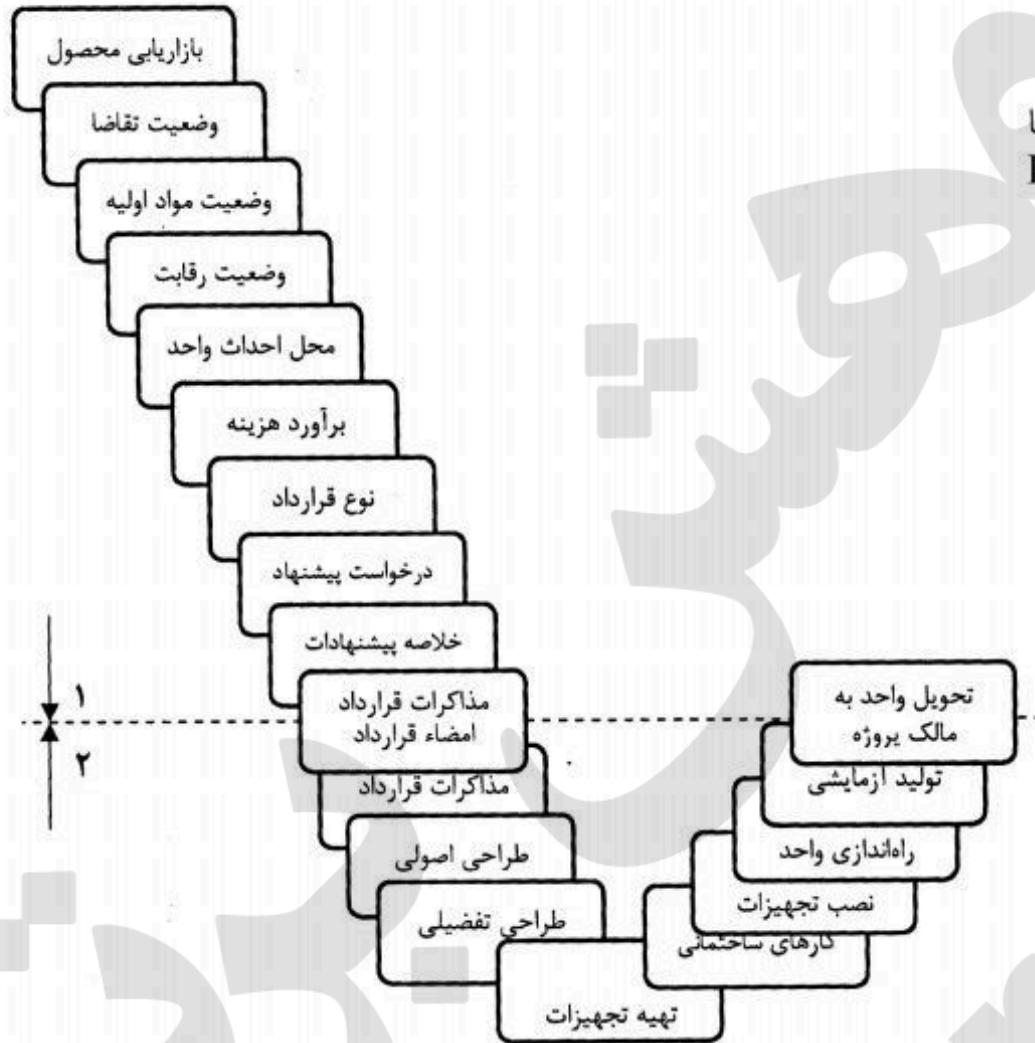 بازاریابی محصول
وضعیت تقاضا
وضعیت مواد اولیه
وضعیت رقابت
محل احداث واحد
برآورد هزینه
نوع قرارداد
درخواست پیشنهاد
خلاصه پیشنهادات
۱
مذاکرات قرارداد
امضاء قرارداد
۲
مذاکرات قرارداد
طراحی اصولی
طراحی تفضیلی
تهیه تجهیزات
کارهای ساختمانی
نصب تجهیزات
راه‌اندازی واحد
تولید آزمایشی
تحویل واحد به
مالک پروژه